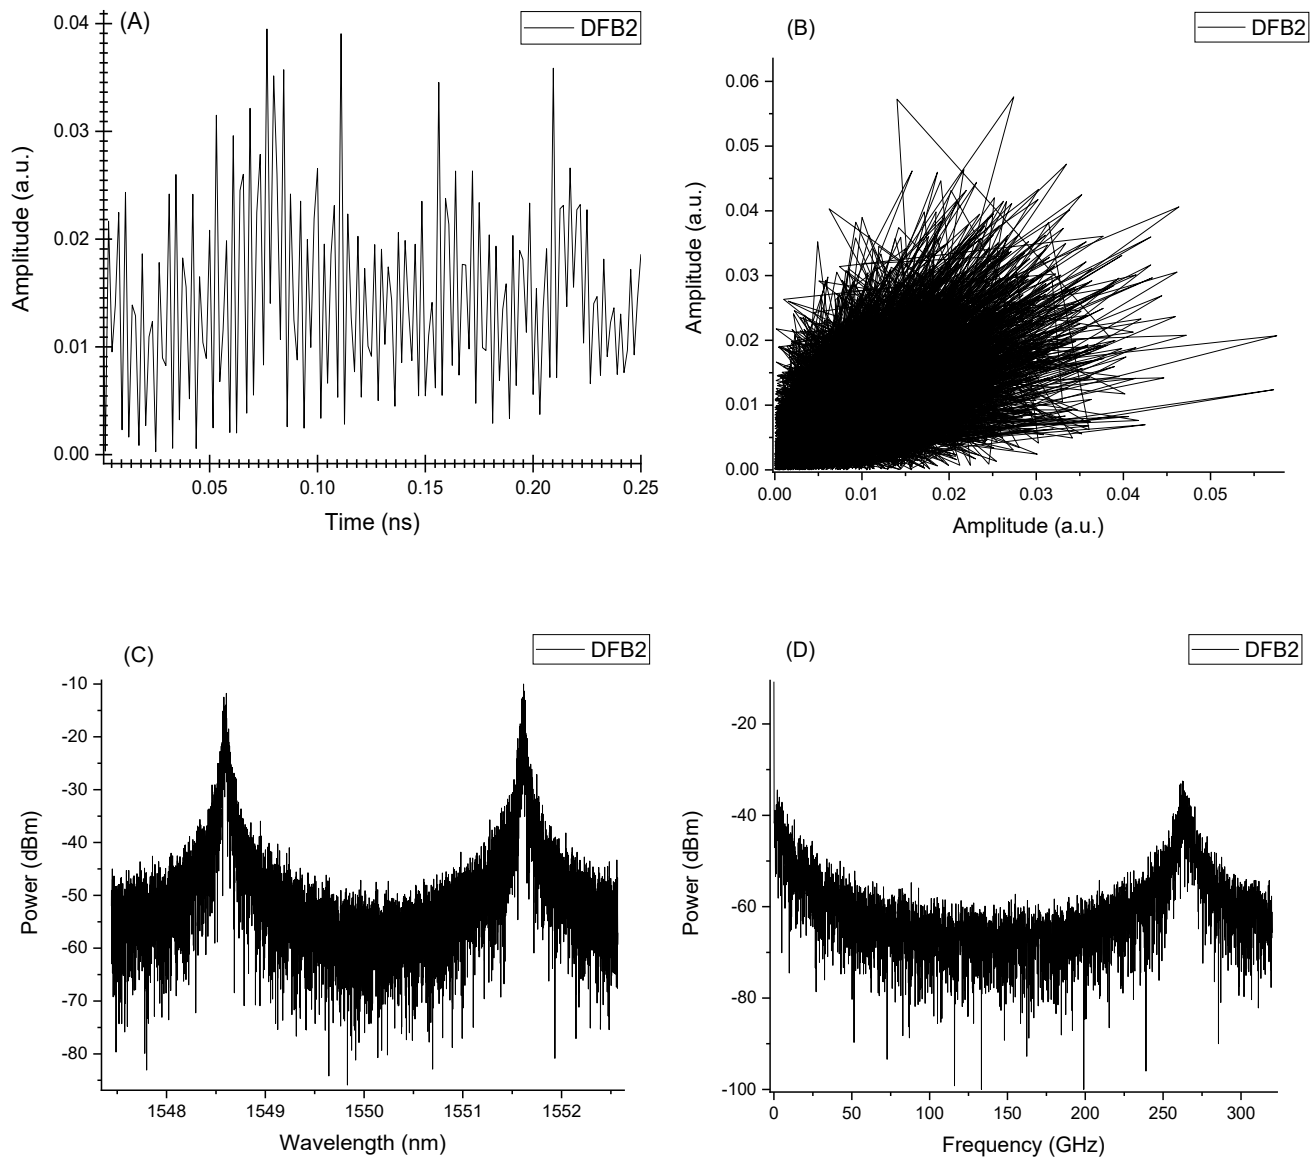 (A)
DFB2
0.04
0.03
0.02
0.01
0.00
Amplitude (a.u.)
0.05 0.10 0.15 0.20 0.25
Time (ns)
(B)
DFB2
0.06
0.05
0.04
0.03
0.02
0.01
0.00
Amplitude (a.u.)
0.00 0.01 0.02 0.03 0.04 0.05
Amplitude (a.u.)
(C)
DFB2
-10
-20
-30
-40
-50
-60
-70
-80
Power (dBm)
1548 1549 1550 1551 1552
Wavelength (nm)
(D)
DFB2
-20
-40
-60
-80
-100
Power (dBm)
0 50 100 150 200 250 300
Frequency (GHz)